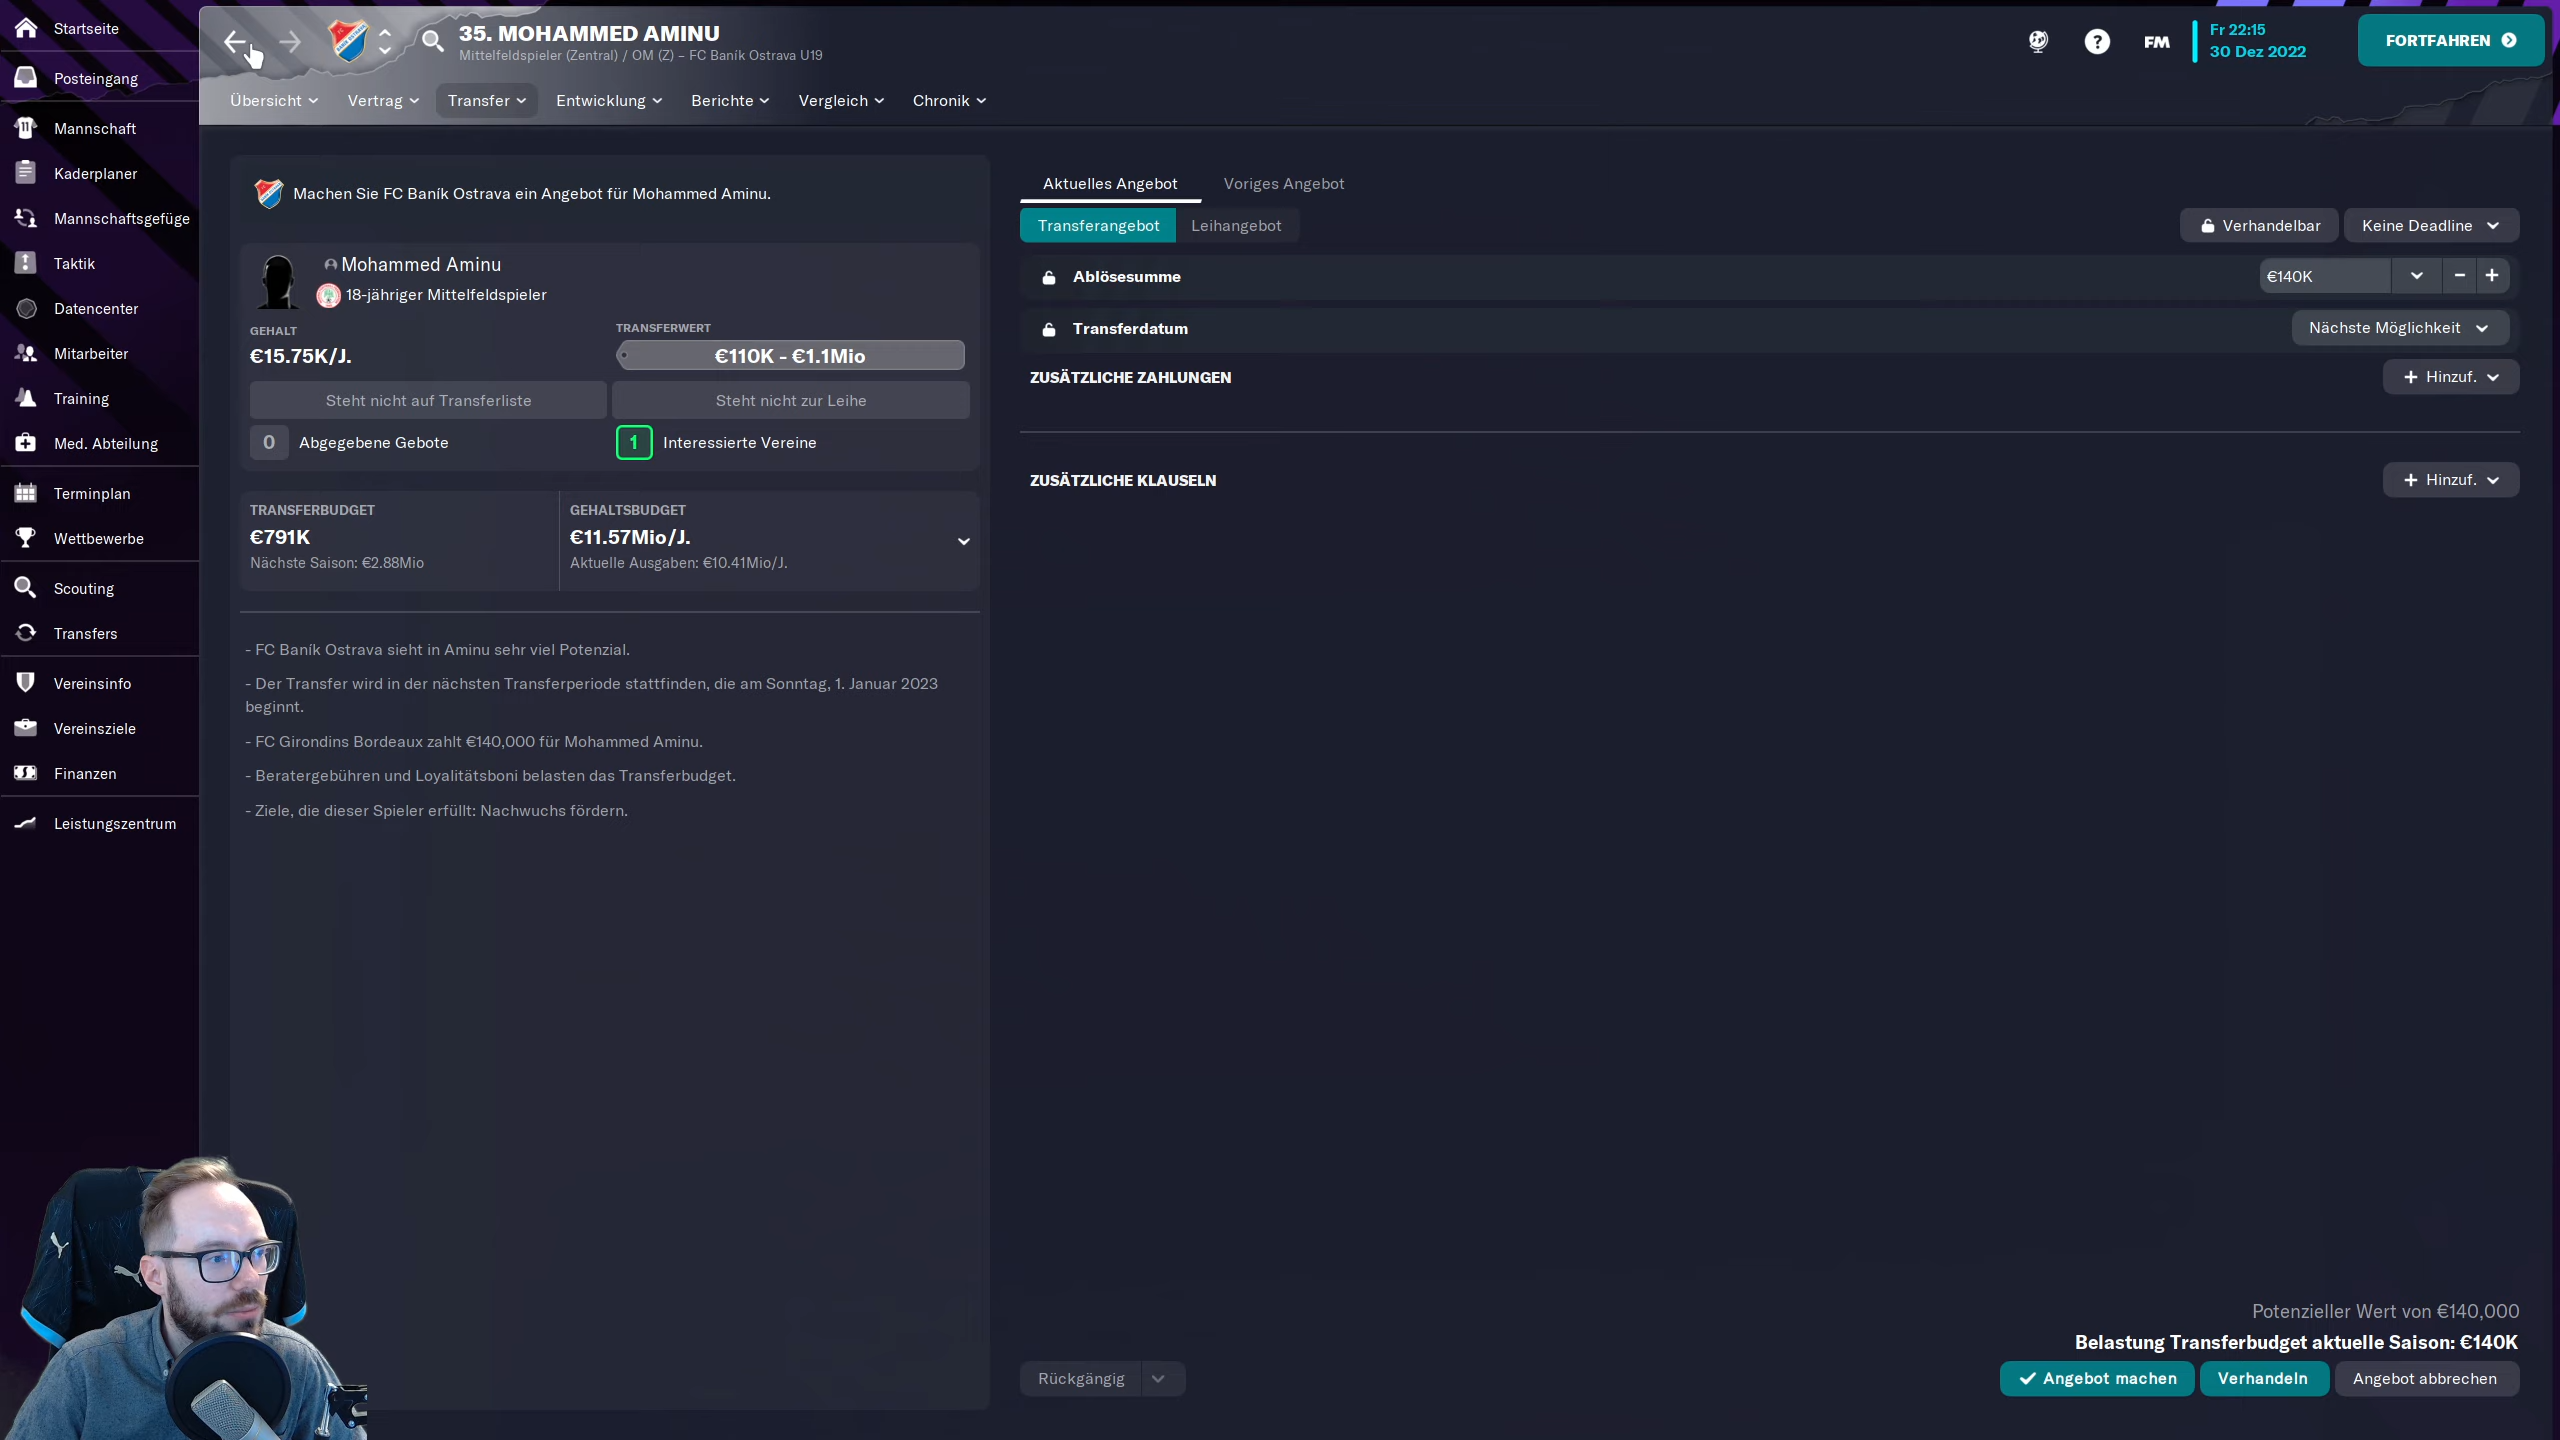 Startseite
Posteingang
Mannschaft
Kaderplaner
Mannschaftsgefüge
Taktik
Datencenter
Mitarbeiter
Training
Med. Abteilung
Terminplan
Wettbewerbe
Scouting
Transfers
Vereinsinfo
Vereinsziele
Finanzen
Leistungszentrum
35. MOHAMMED AMINU
Mittelfeldspieler (Zentral) / OM (Z) – FC Baník Ostrava U19
FM
Fr 22:15
30 Dez 2022
FORTFAHREN
Übersicht
Vertrag
Transfer
Entwicklung
Berichte
Vergleich
Chronik
Machen Sie FC Baník Ostrava ein Angebot für Mohammed Aminu.
Mohammed Aminu
18-jähriger Mittelfeldspieler
GEHALT
€15.75K/J.
TRANSFERWERT
€110K - €1.1Mio
Steht nicht auf Transferliste
Steht nicht zur Leihe
0 Abgegebene Gebote
1 Interessierte Vereine
TRANSFERBUDGET
€791K
Nächste Saison: €2.88Mio
GEHALTSBUDGET
€11.57Mio/J.
Aktuelle Ausgaben: €10.41Mio/J.
- FC Baník Ostrava sieht in Aminu sehr viel Potenzial.
- Der Transfer wird in der nächsten Transferperiode stattfinden, die am Sonntag, 1. Januar 2023
beginnt.
- FC Girondins Bordeaux zahlt €140,000 für Mohammed Aminu.
- Beratergebühren und Loyalitätsboni belasten das Transferbudget.
- Ziele, die dieser Spieler erfüllt: Nachwuchs fördern.
Aktuelles Angebot
Voriges Angebot
Transferangebot
Leihangebot
Verhandelbar
Keine Deadline
Ablösesumme
€140K
Transferdatum
Nächste Möglichkeit
ZUSÄTZLICHE ZAHLUNGEN
+ Hinzuf.
ZUSÄTZLICHE KLAUSELN
+ Hinzuf.
Potenzieller Wert von €140,000
Belastung Transferbudget aktuelle Saison: €140K
Rückgängig
Angebot machen
Verhandeln
Angebot abbrechen